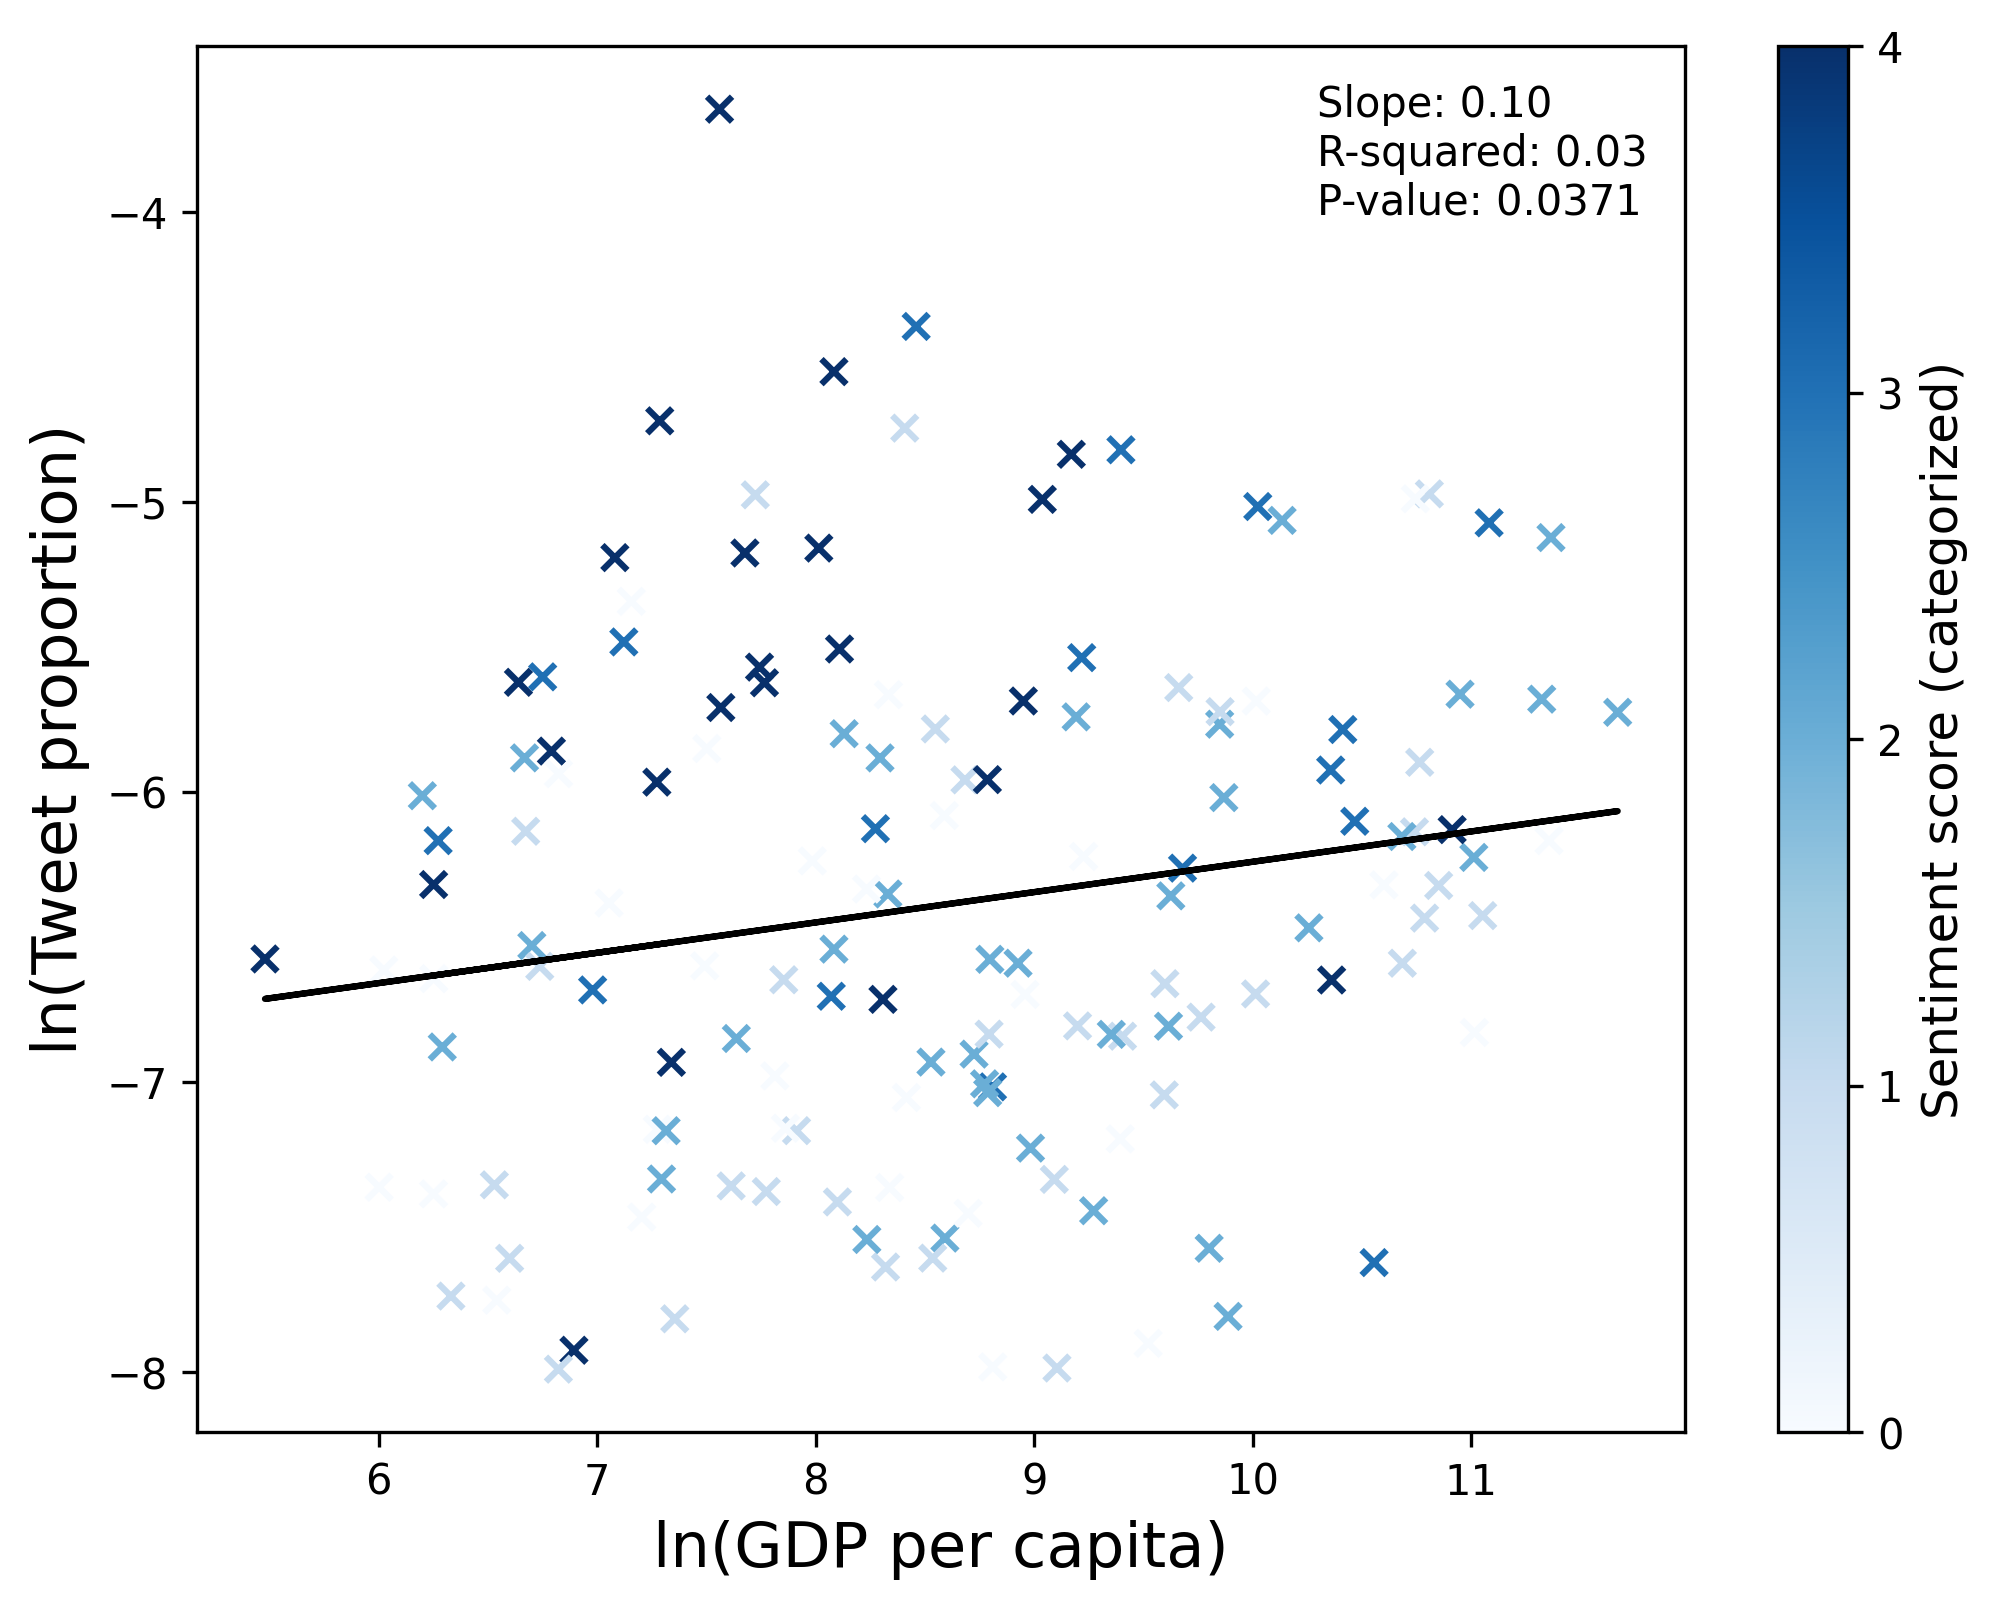 Slope: 0.10
R-squared: 0.03
P-value: 0.0371
ln(Tweet proportion)
−4
−5
−6
−7
−8
6 7 8 9 10 11
ln(GDP per capita)
4
3
2
1
0
Sentiment score (categorized)